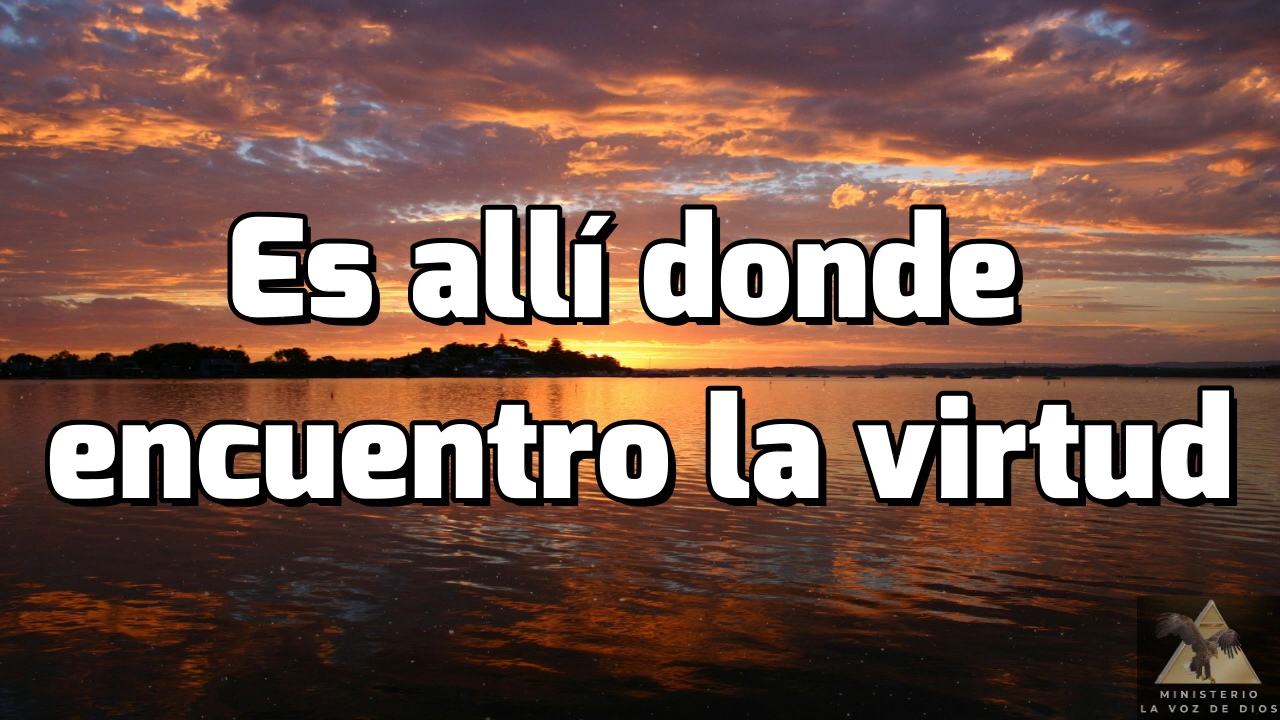 Es allí donde
encuentro la virtud
MINISTERIO
LA VOZ DE DIOS